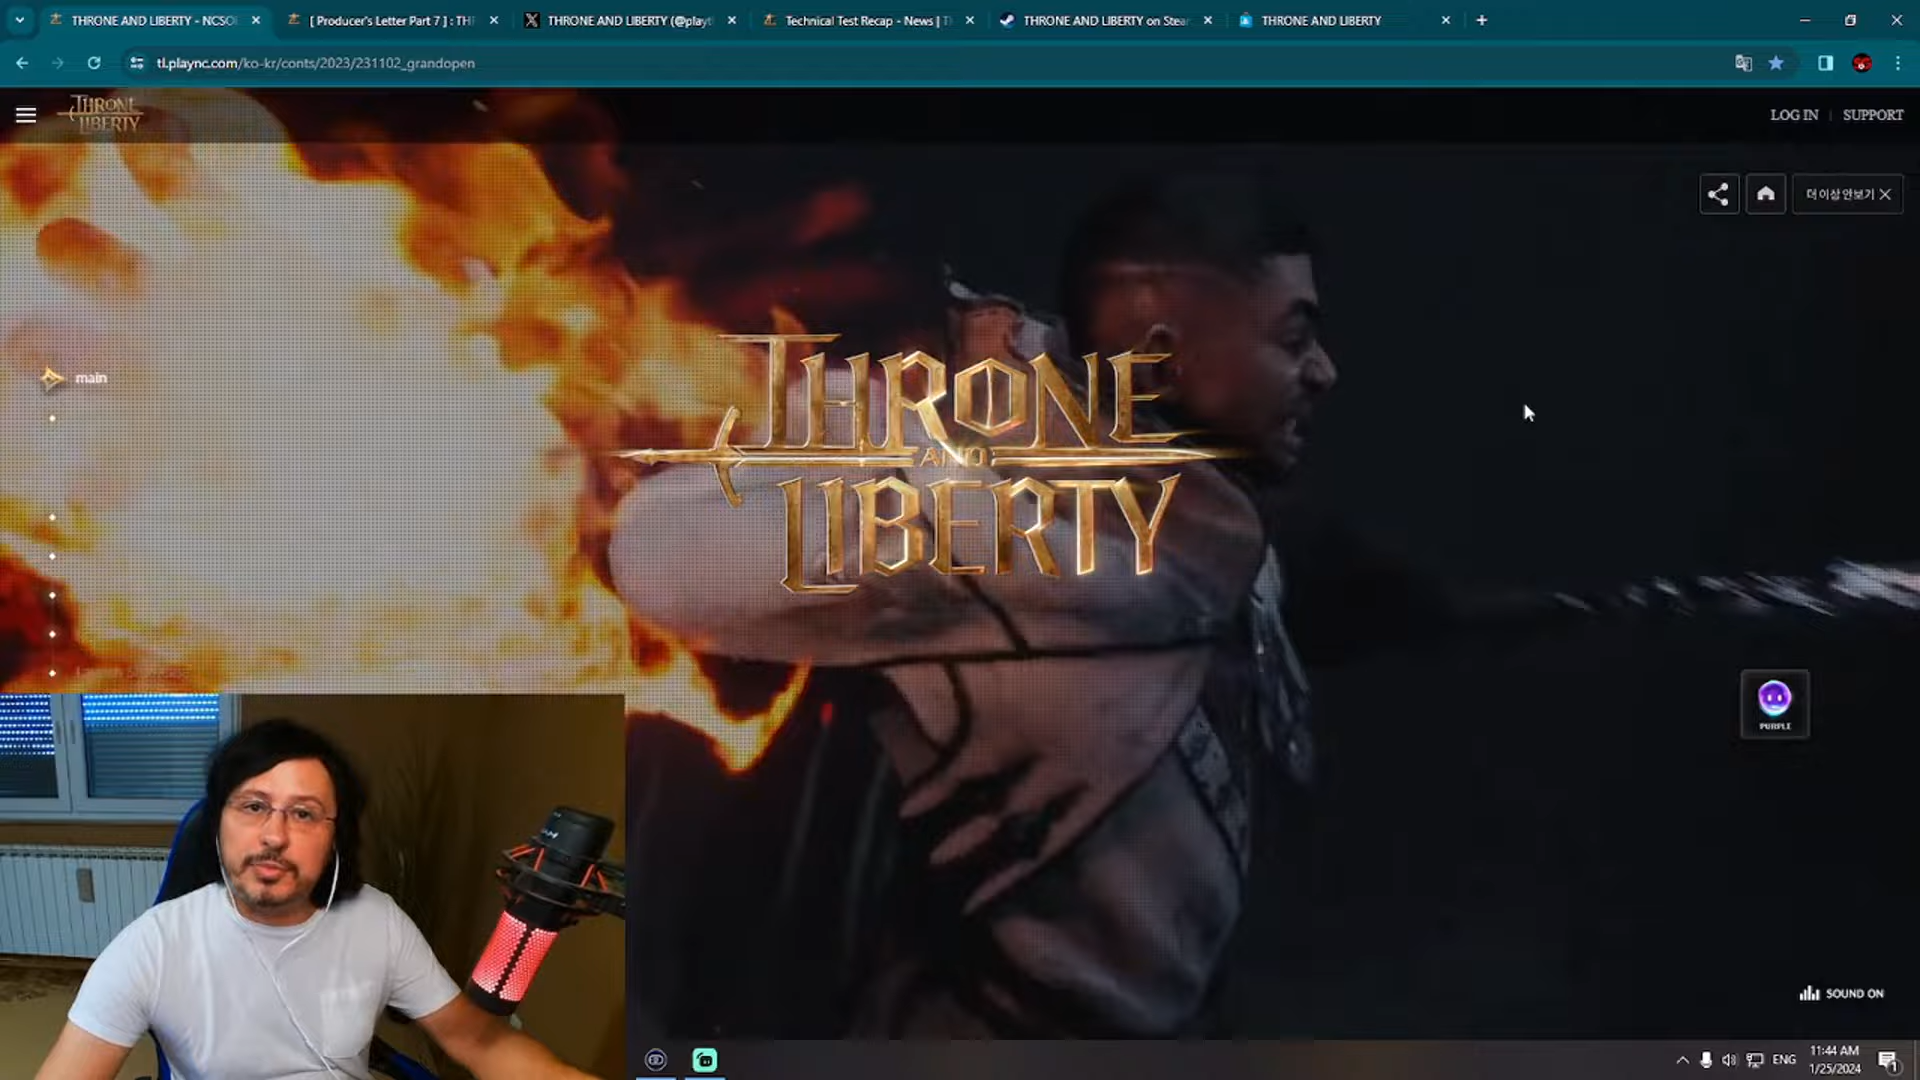 THRONE AND LIBERTY - NCSO
[ Producer's Letter Part 7 ] : TH
THRONE AND LIBERTY (@playt
Technical Test Recap - News | T
THRONE AND LIBERTY on Stea
THRONE AND LIBERTY
tl.plaync.com/ko-kr/conts/2023/231102_grandopen
THRONE AND LIBERTY
LOG IN | SUPPORT
더 이상 안보기
main
THRONE
AND
LIBERTY
PURPLE
SOUND ON
ENG
11:44 AM
1/25/2024
1